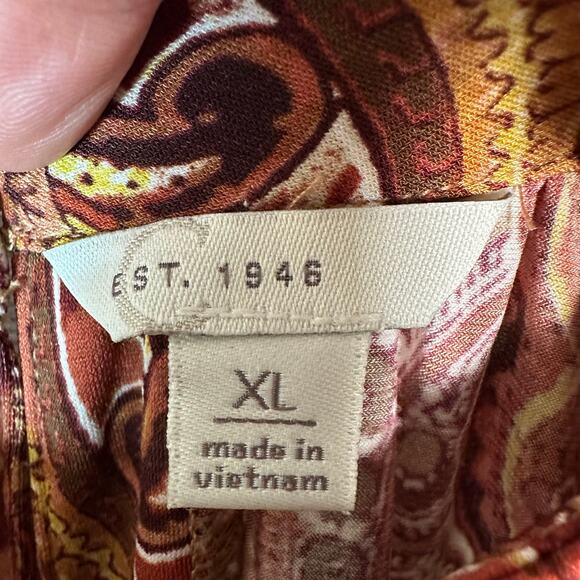 EST. 1946
XL
made in
vietnam